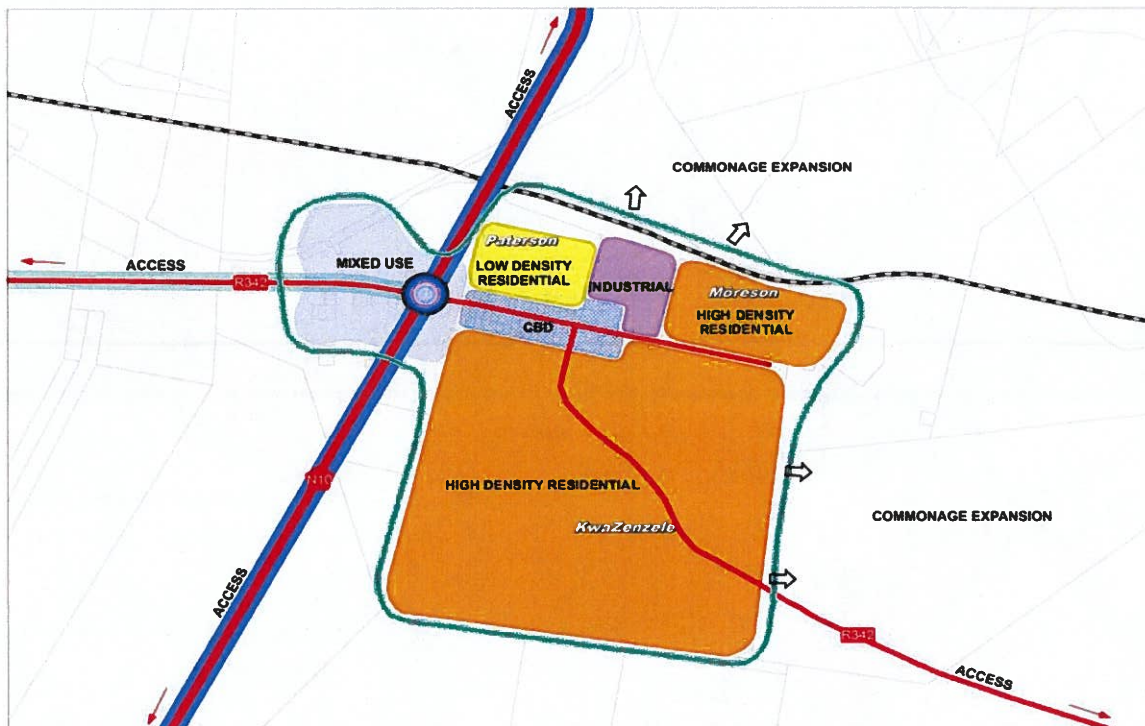 ACCESS
COMMONAGE EXPANSION
Paterson
LOW DENSITY
RESIDENTIAL
ACCESS
MIXED USE
R342
INDUSTRIAL
Moreson
HIGH DENSITY
RESIDENTIAL
CBD
N10
HIGH DENSITY RESIDENTIAL
KwaZenzele
COMMONAGE EXPANSION
ACCESS
R342
ACCESS